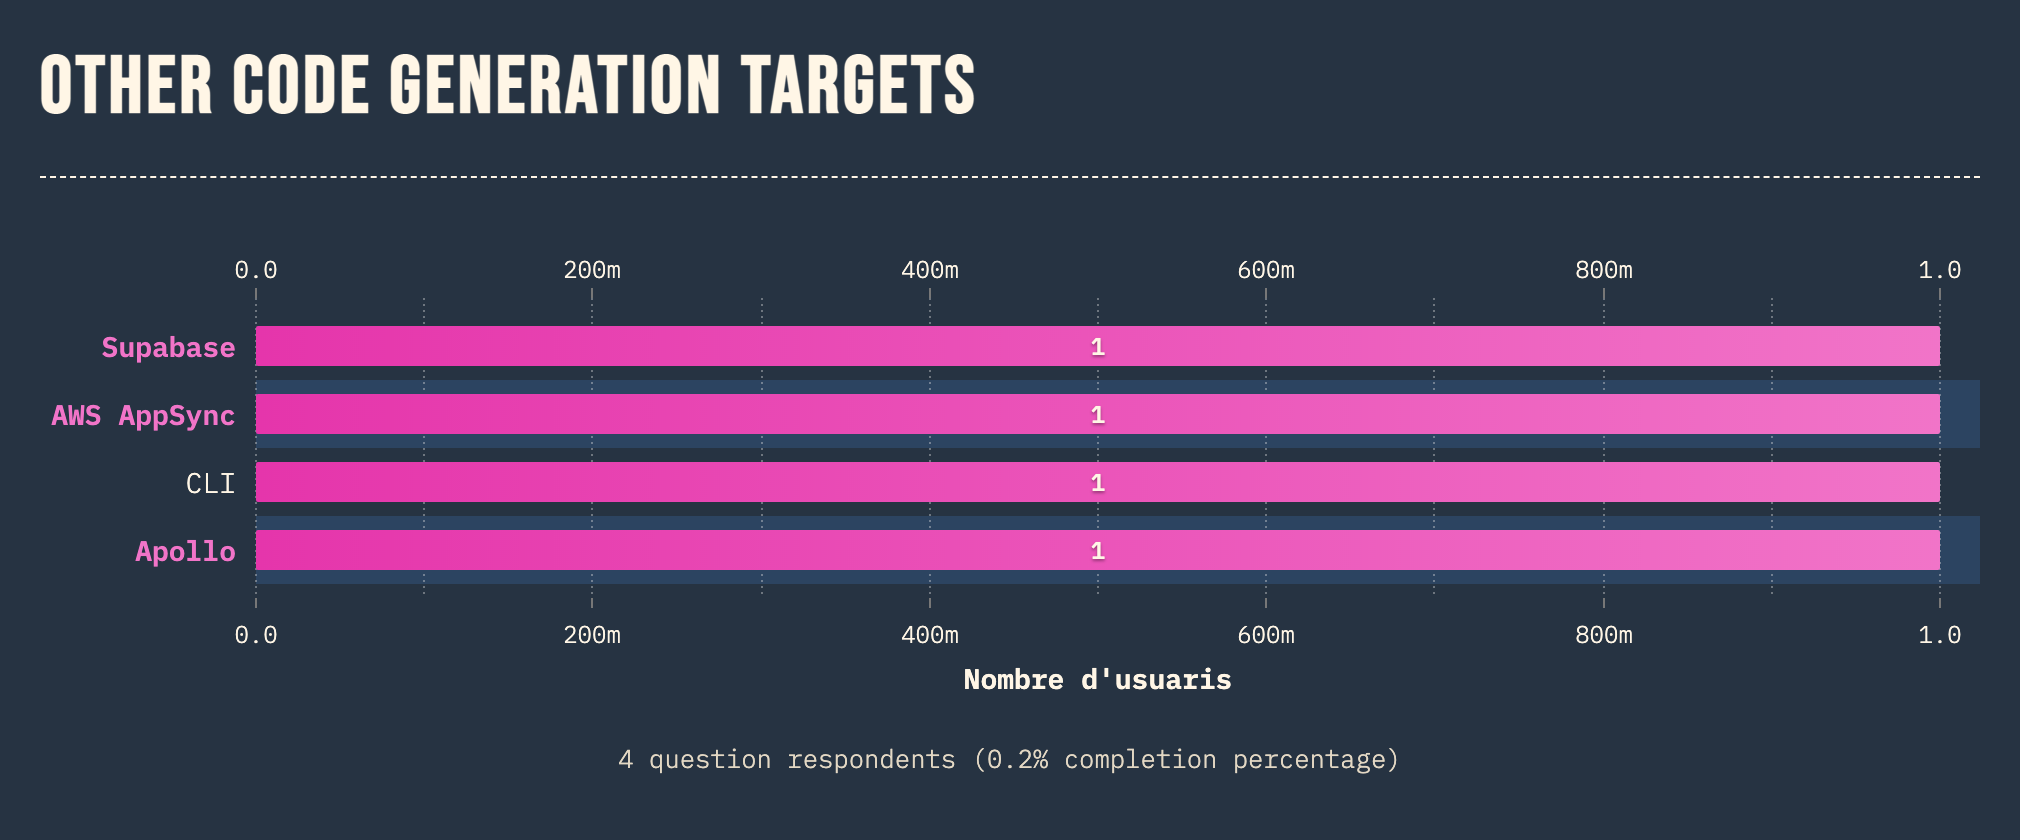 OTHER CODE GENERATION TARGETS
0.0 200m 400m 600m 800m 1.0
Supabase 1
AWS AppSync 1
CLI 1
Apollo 1
0.0 200m 400m 600m 800m 1.0
Nombre d'usuaris
4 question respondents (0.2% completion percentage)